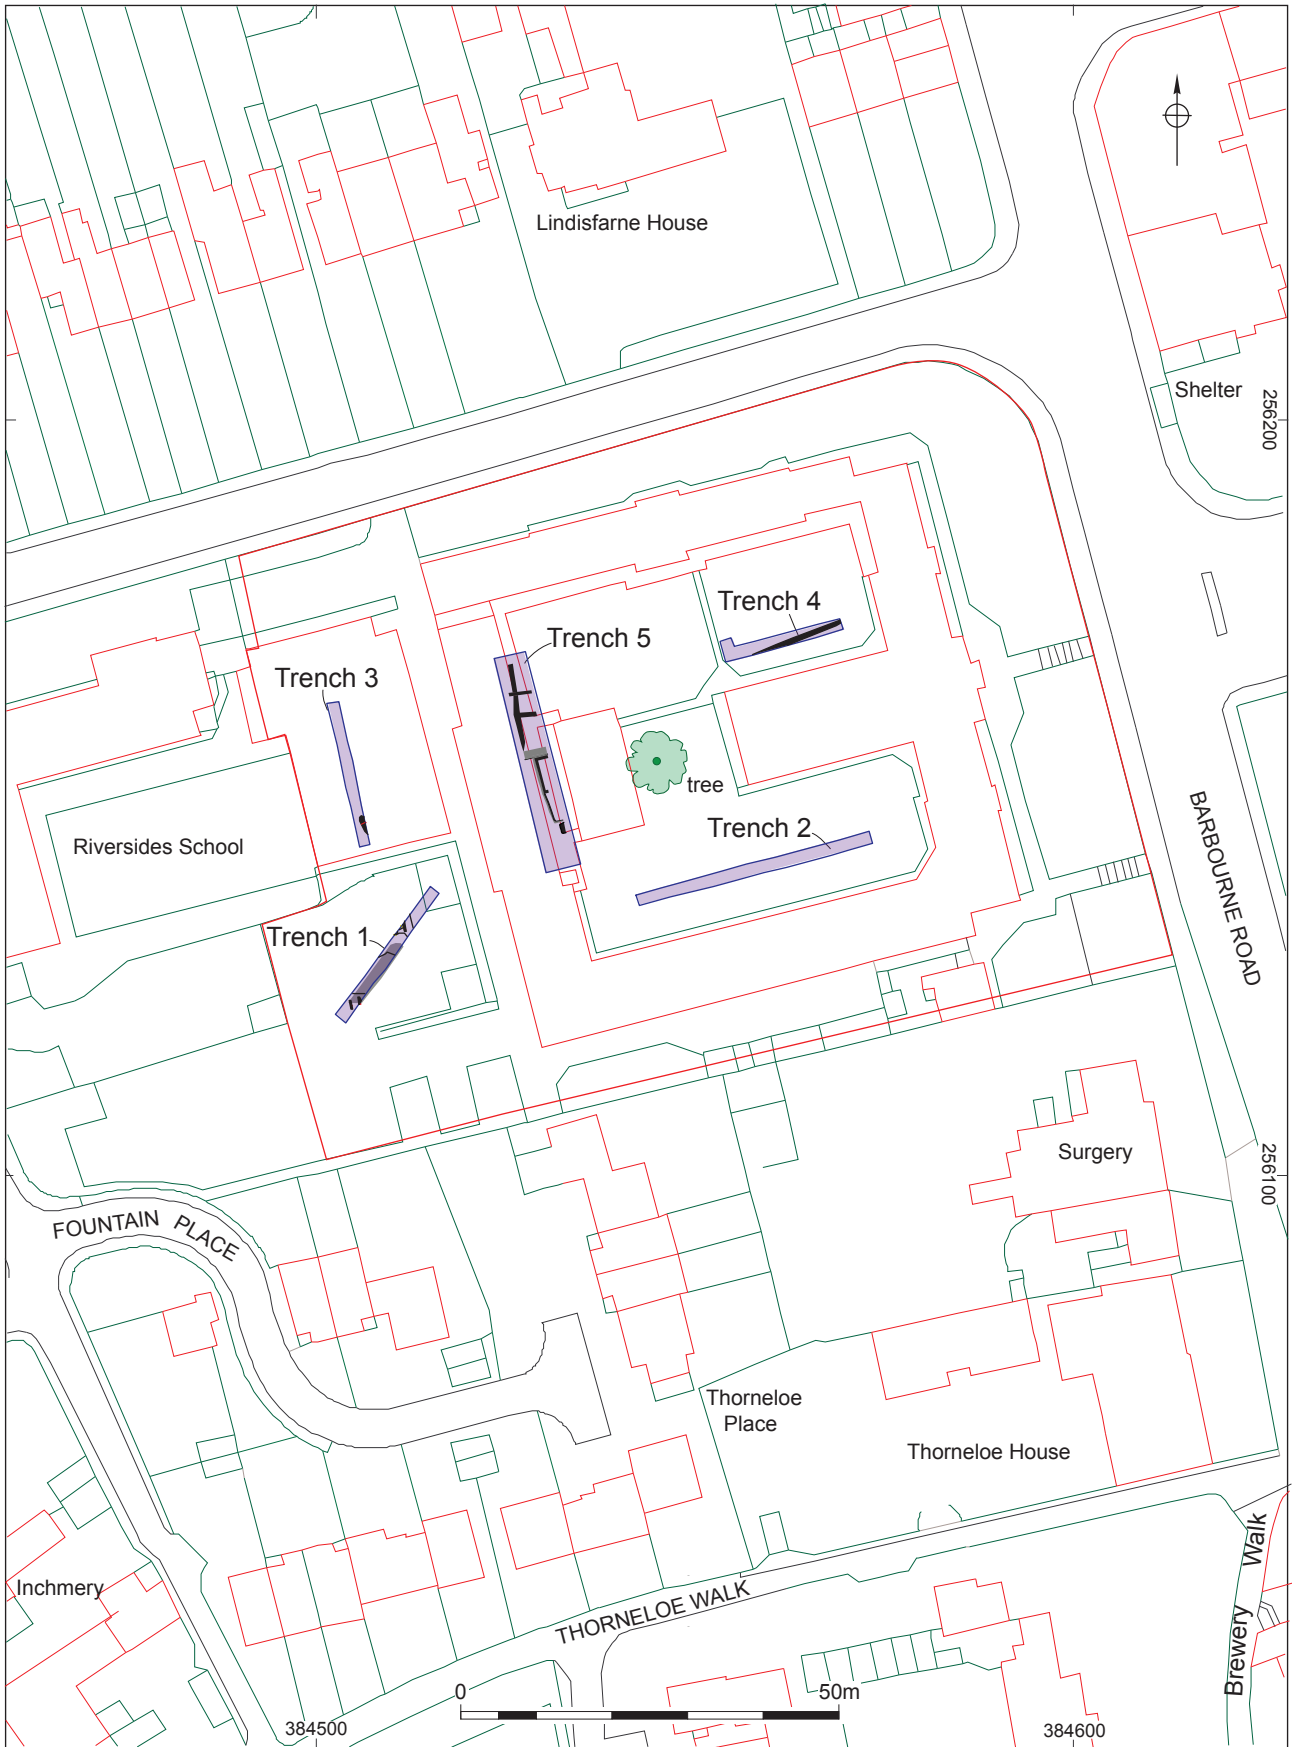 Lindisfarne House
Shelter
256200
Trench 4
Trench 5
Trench 3
tree
Trench 2
Riversides School
BARBOURNE ROAD
Trench 1
Surgery
256100
FOUNTAIN PLACE
Thorneloe
Place
Thorneloe House
Brewery Walk
Inchmery
THORNELOE WALK
0 50m
384500
384600